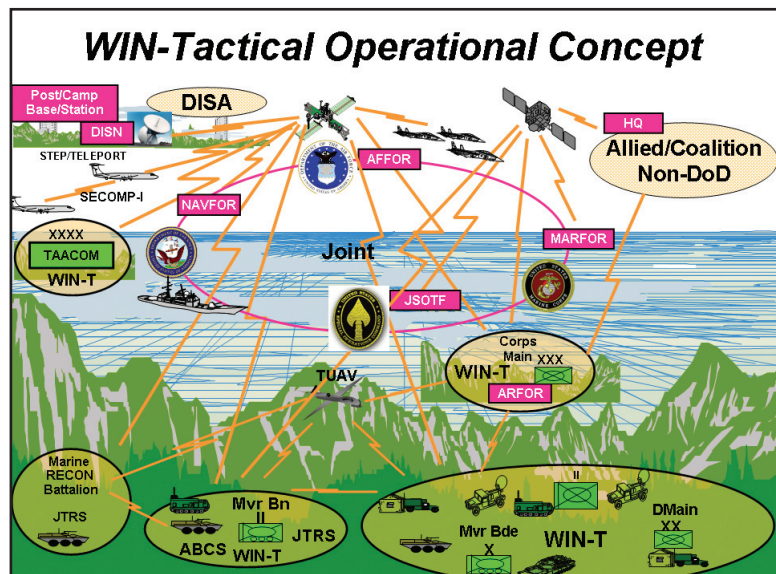 WIN-Tactical Operational Concept
Post/Camp
Base/Station
DISN
DISA
STEP/TELEPORT
SECOMP-I
HQ
Allied/Coalition
Non-DoD
AFFOR
NAVFOR
MARFOR
XXXX
TAACOM
WIN-T
Joint
JSOTF
TUAV
Corps
Main
XXX
WIN-T
ARFOR
Marine
RECON
Battalion
JTRS
Mvr Bn
II
ABCS
JTRS
WIN-T
II
Mvr Bde
X
WIN-T
DMain
XX